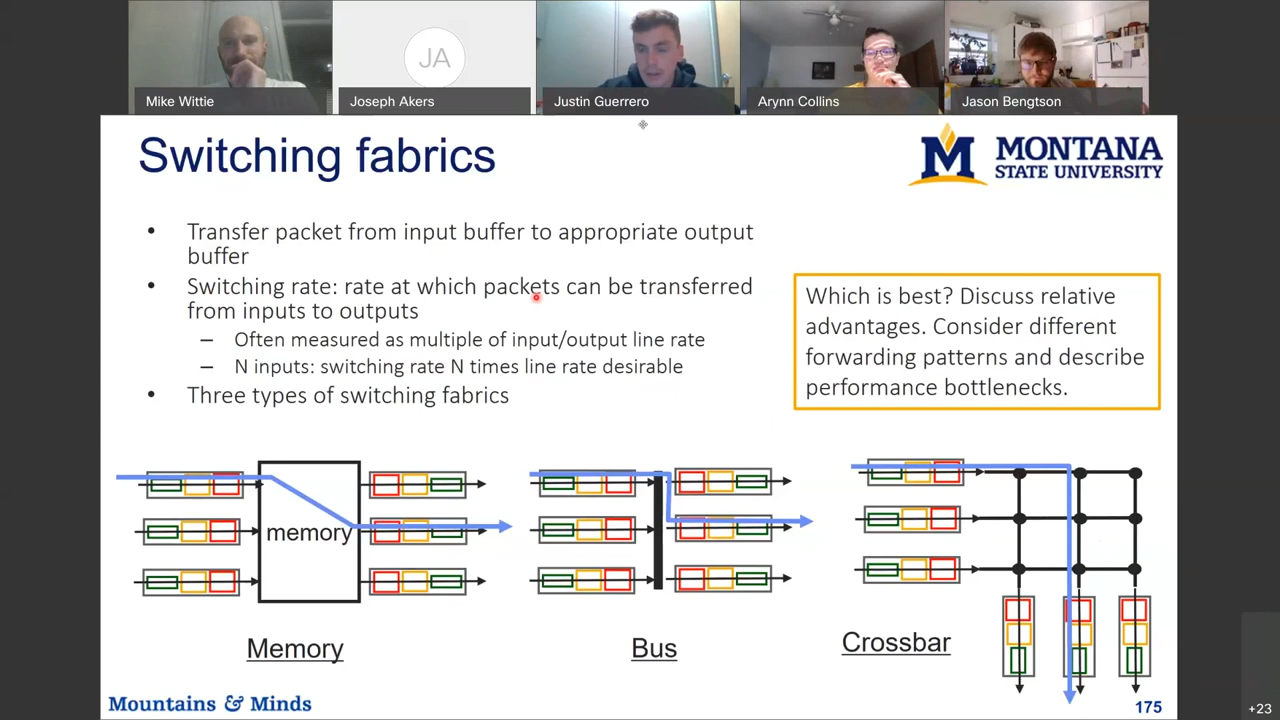 JA
Mike Wittie
Joseph Akers
Justin Guerrero
Arynn Collins
Jason Bengtson
Switching fabrics
M MONTANA
STATE UNIVERSITY
• Transfer packet from input buffer to appropriate output
buffer
• Switching rate: rate at which packets can be transferred
from inputs to outputs
– Often measured as multiple of input/output line rate
– N inputs: switching rate N times line rate desirable
• Three types of switching fabrics
Which is best? Discuss relative
advantages. Consider different
forwarding patterns and describe
performance bottlenecks.
memory
Memory
Bus
Crossbar
Mountains & Minds
175
+23